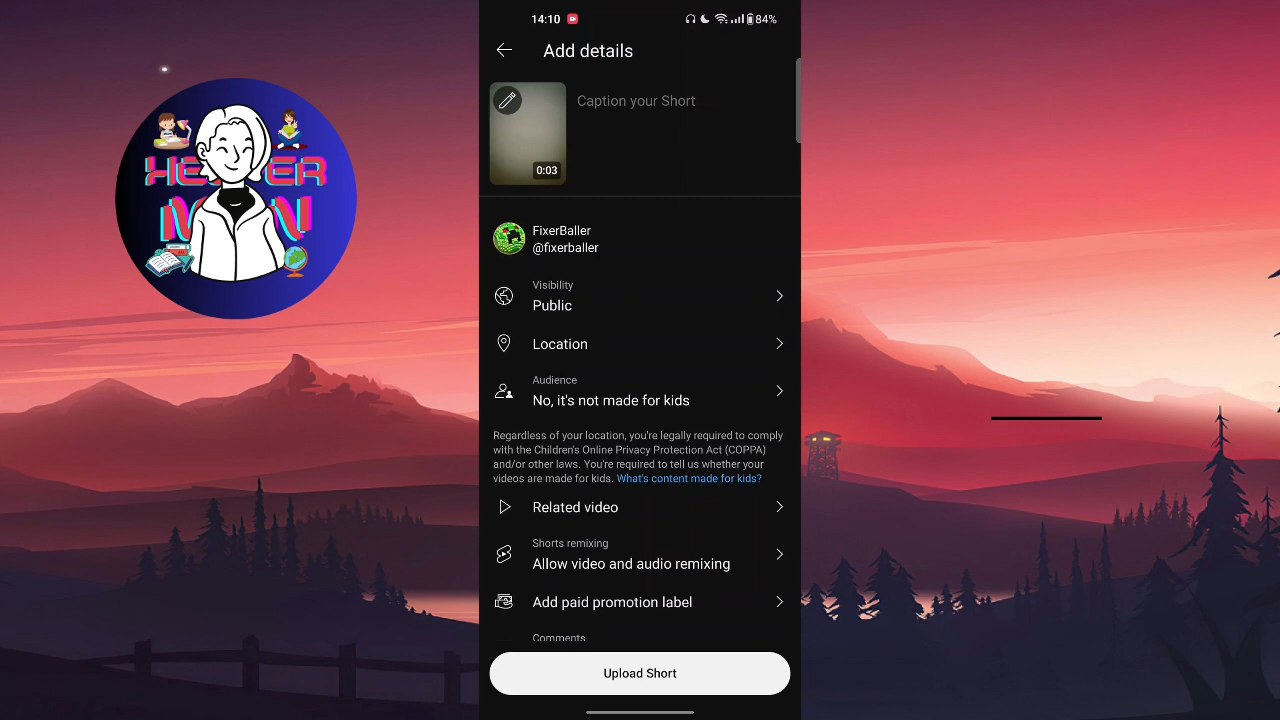 14:10
84%
Add details
Caption your Short
0:03
FixerBaller
@fixerballer
Visibility
Public
Location
Audience
No, it's not made for kids
Regardless of your location, you're legally required to comply
with the Children's Online Privacy Protection Act (COPPA)
and/or other laws. You're required to tell us whether your
videos are made for kids. What's content made for kids?
Related video
Shorts remixing
Allow video and audio remixing
Add paid promotion label
Comments
Upload Short